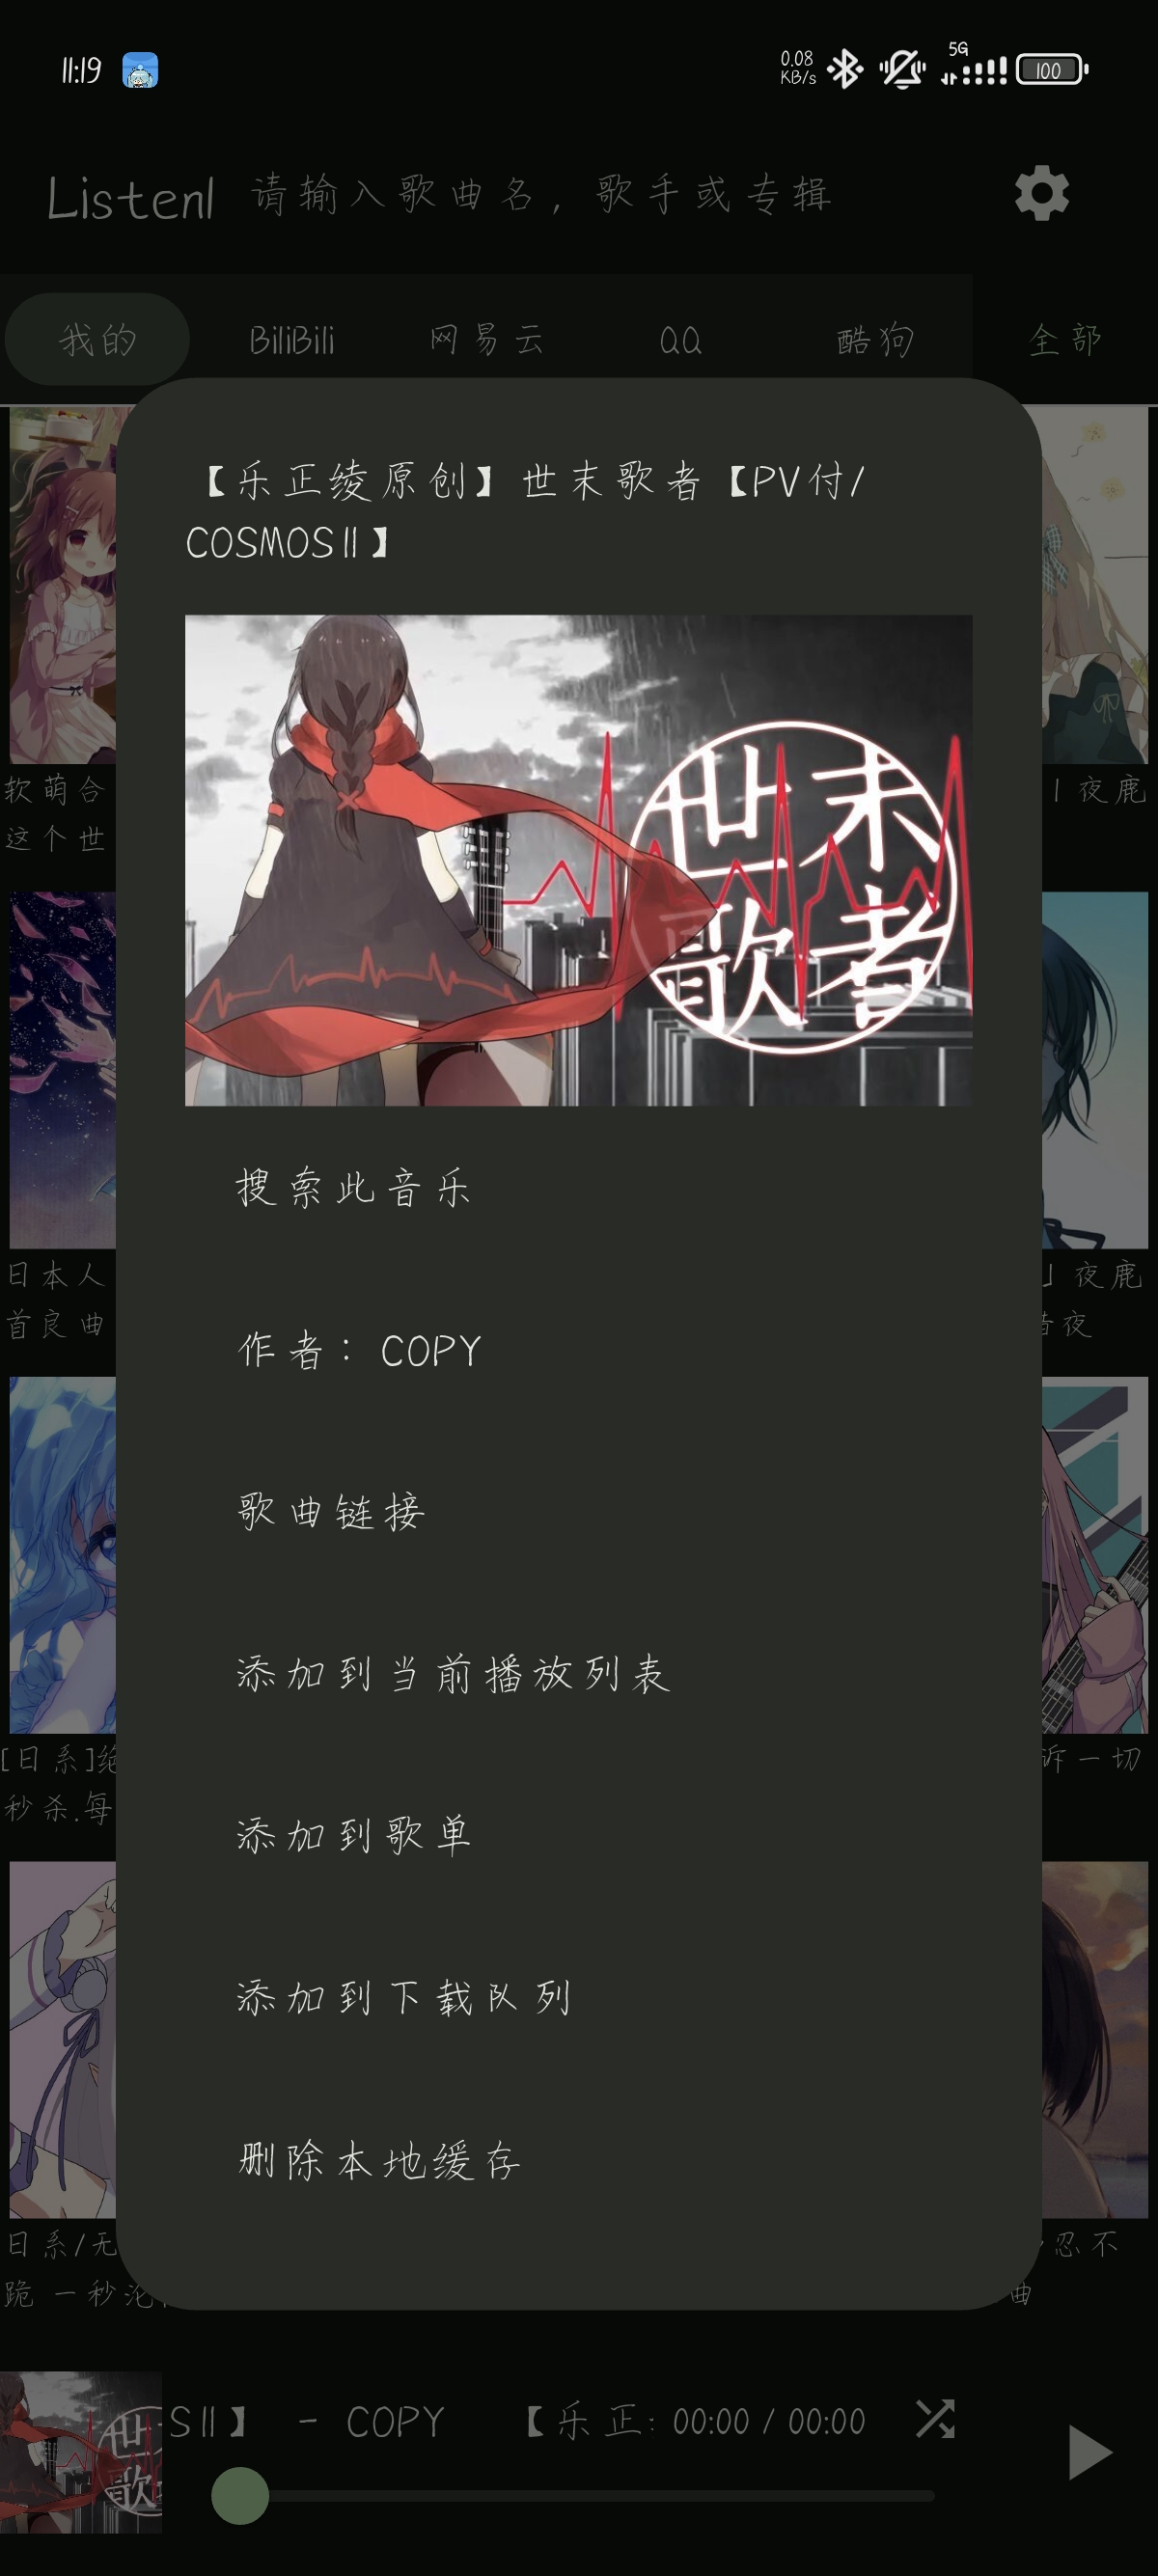 11:19
0.08
KB/s
5G
100
Listen1 请输入歌曲名，歌手或专辑
我的 BiliBili 网易云 QQ 酷狗 全部
【乐正绫原创】世末歌者【PV付/
COSMOSⅡ】
世末
歌者
软萌合
这个世
夜鹿
日本人
首良曲
」夜鹿
昔夜
[日系]
秒杀.每
诉一切
日系/无
跪 一秒沦
忍不
曲
搜索此音乐
作者：COPY
歌曲链接
添加到当前播放列表
添加到歌单
添加到下载队列
删除本地缓存
SⅡ】 - COPY 【乐正: 00:00 / 00:00